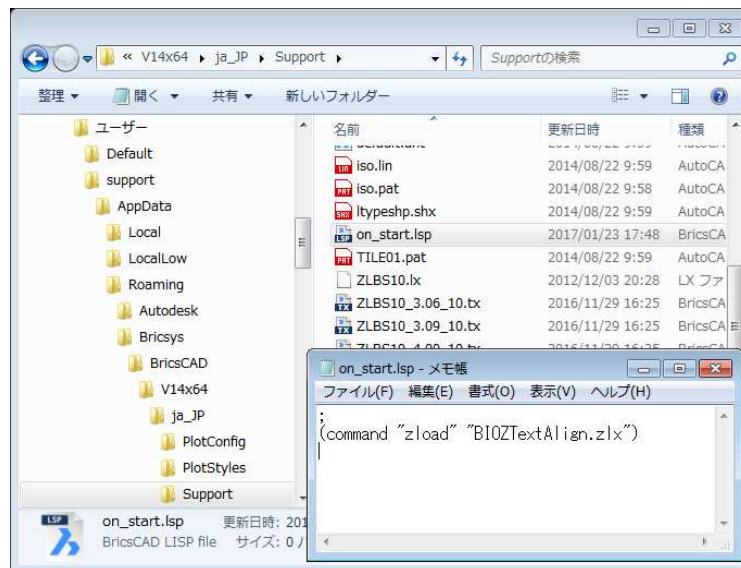 « V14x64 ▸ ja_JP ▸ Support ▸
Supportの検索
整理 ▼ 開く ▼ 共有 ▼ 新しいフォルダー
ユーザー
Default
support
AppData
Local
LocalLow
Roaming
Autodesk
Bricsys
BricsCAD
V14x64
ja_JP
PlotConfig
PlotStyles
Support
名前 更新日時 種類
iso.lin 2014/08/22 9:59 AutoCA
iso.pat 2014/08/22 9:58 AutoCA
ltypeshp.shx 2014/08/22 9:59 AutoCA
on_start.lsp 2017/01/23 17:48 BricsCA
TILE01.pat 2014/08/22 9:59 AutoCA
ZLBS10.lx 2012/12/03 20:28 LX ファ
ZLBS10_3.06_10.tx 2016/11/29 16:25 BricsCA
ZLBS10_3.09_10.tx 2016/11/29 16:25 BricsCA
on_start.lsp - メモ帳
ファイル(F) 編集(E) 書式(O) 表示(V) ヘルプ(H)
;
(command "zload" "BIOZTextAlign.zlx")
on_start.lsp 更新日時: 201
BricsCAD LISP file サイズ: 0 バ